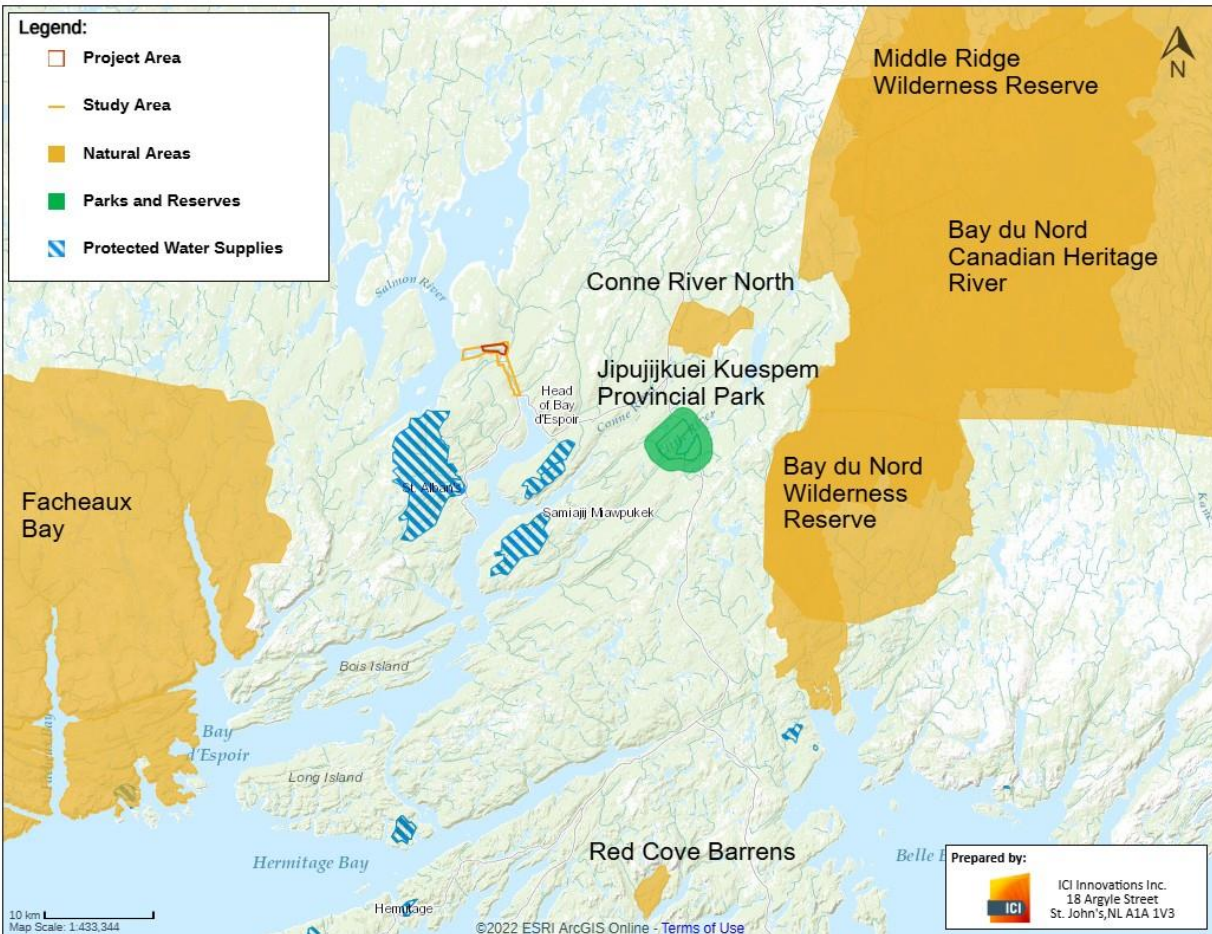 Legend:
Project Area
Study Area
Natural Areas
Parks and Reserves
Protected Water Supplies
Middle Ridge
Wilderness Reserve
N
Bay du Nord
Canadian Heritage
River
Salmon River
Conne River North
Jipujijkuei Kuespem
Provincial Park
Head
of Bay
d'Espoir
Conne
River
Bay du Nord
Wilderness
Reserve
Facheaux
Bay
St. Alban's
Samiajij Miawpukek
Bois Island
Bay
d'Espoir
Long Island
Hermitage Bay
Red Cove Barrens
Belle
Hermitage
Prepared by:
ICI
ICI Innovations Inc.
18 Argyle Street
St. John's,NL A1A 1V3
10 km
Map Scale: 1:433,344
©2022 ESRI ArcGIS Online - Terms of Use